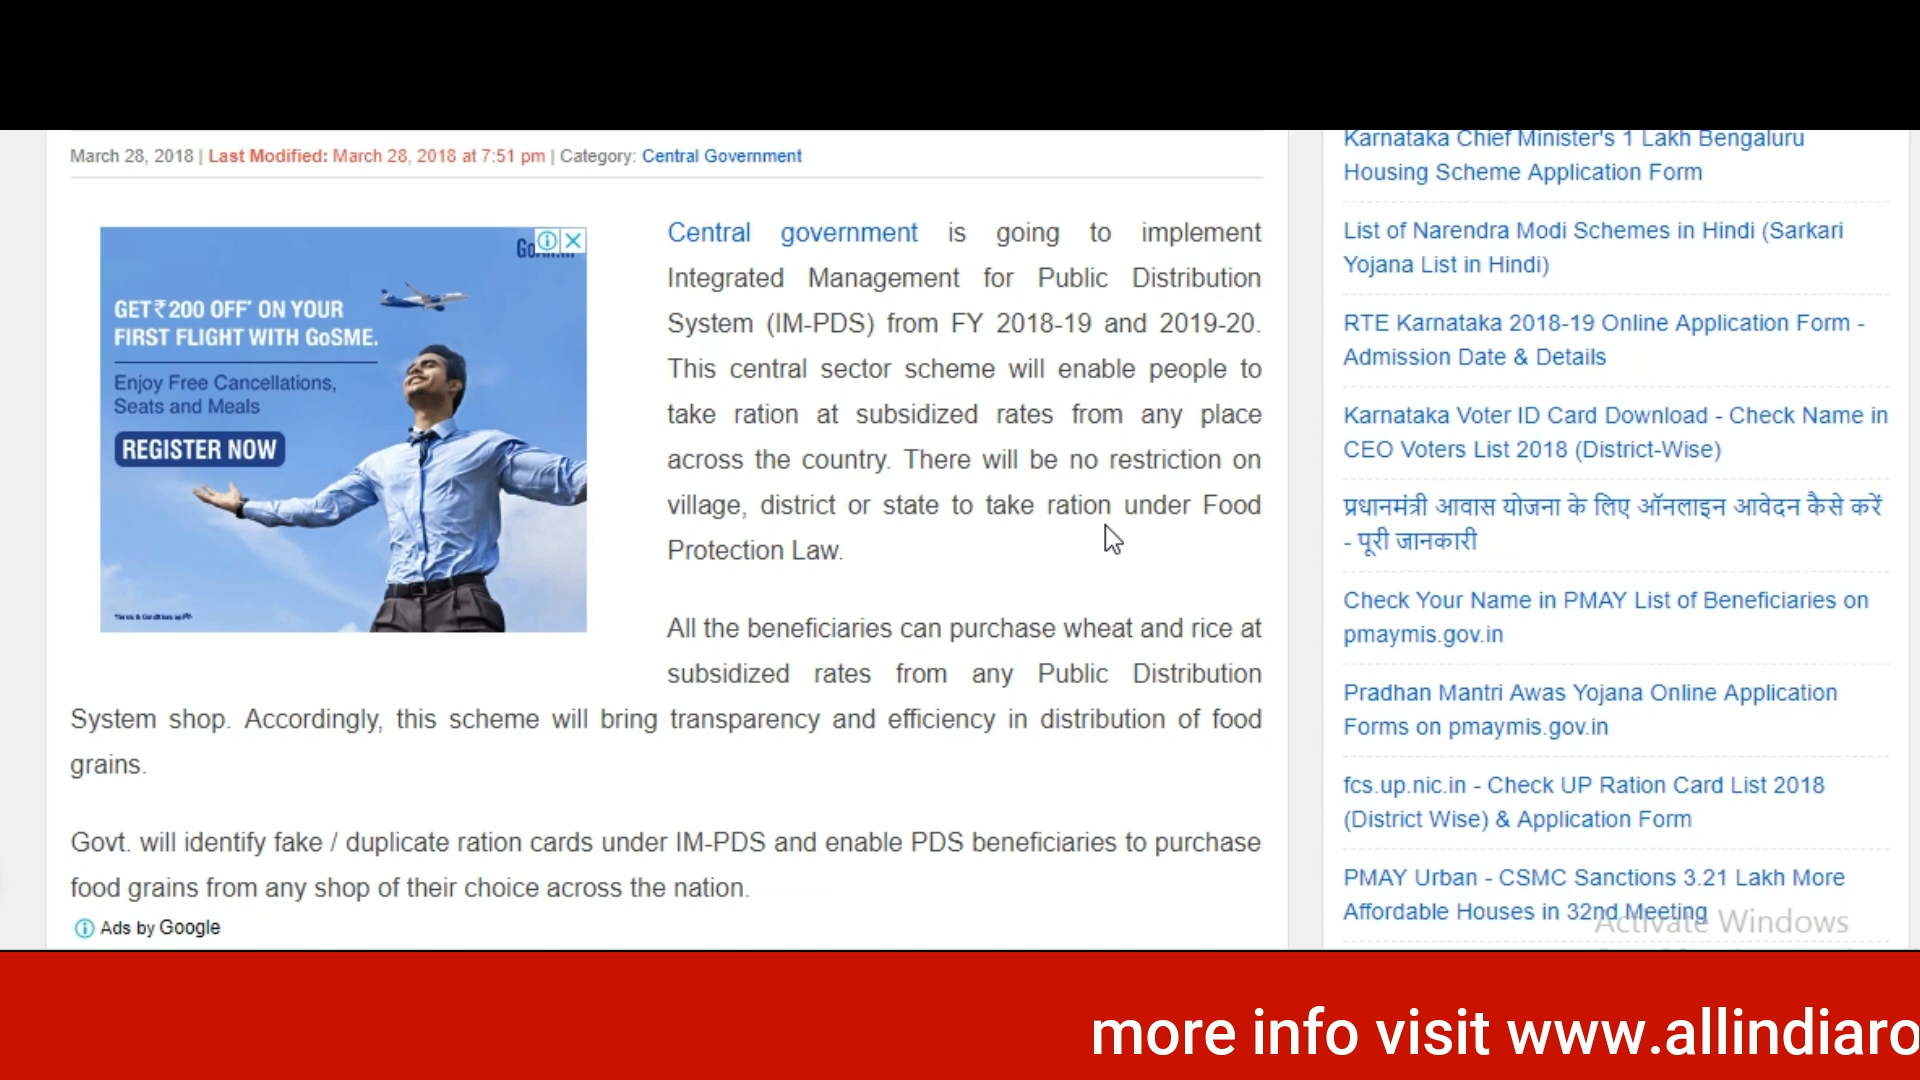 March 28, 2018 | Last Modified: March 28, 2018 at 7:51 pm | Category: Central Government
GET ₹ 200 OFF* ON YOUR
FIRST FLIGHT WITH GoSME.
Enjoy Free Cancellations,
Seats and Meals
REGISTER NOW
*Terms & Conditions apply.
Central government is going to implement
Integrated Management for Public Distribution
System (IM-PDS) from FY 2018-19 and 2019-20.
This central sector scheme will enable people to
take ration at subsidized rates from any place
across the country. There will be no restriction on
village, district or state to take ration under Food
Protection Law.
All the beneficiaries can purchase wheat and rice at
subsidized rates from any Public Distribution
System shop. Accordingly, this scheme will bring transparency and efficiency in distribution of food
grains.
Govt. will identify fake / duplicate ration cards under IM-PDS and enable PDS beneficiaries to purchase
food grains from any shop of their choice across the nation.
Ads by Google
Karnataka Chief Minister's 1 Lakh Bengaluru
Housing Scheme Application Form
List of Narendra Modi Schemes in Hindi (Sarkari
Yojana List in Hindi)
RTE Karnataka 2018-19 Online Application Form -
Admission Date & Details
Karnataka Voter ID Card Download - Check Name in
CEO Voters List 2018 (District-Wise)
प्रधानमंत्री आवास योजना के लिए ऑनलाइन आवेदन कैसे करें
- पूरी जानकारी
Check Your Name in PMAY List of Beneficiaries on
pmaymis.gov.in
Pradhan Mantri Awas Yojana Online Application
Forms on pmaymis.gov.in
fcs.up.nic.in - Check UP Ration Card List 2018
(District Wise) & Application Form
PMAY Urban - CSMC Sanctions 3.21 Lakh More
Affordable Houses in 32nd Meeting
Activate Windows
more info visit www.allindiaro